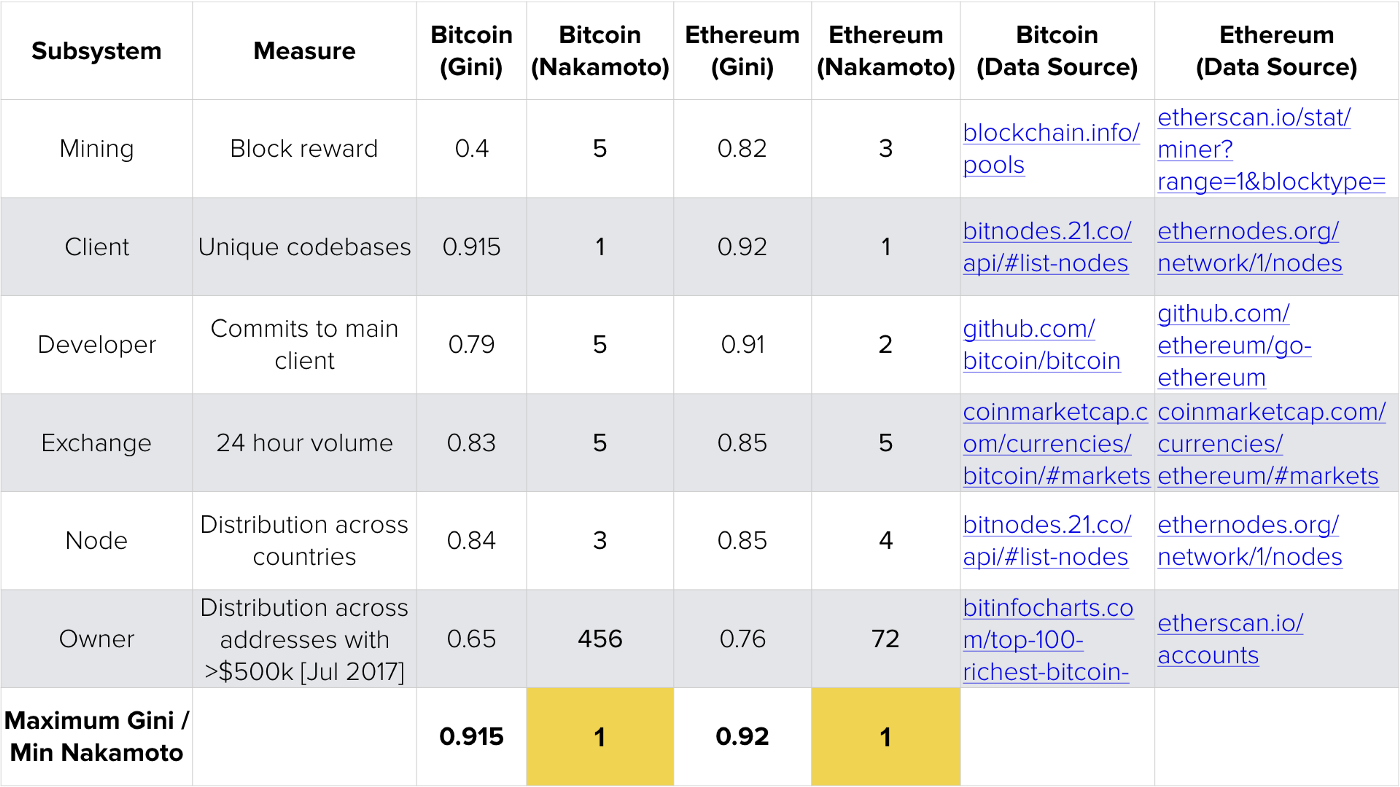 Subsystem
Measure
Bitcoin
(Gini)
Bitcoin
(Nakamoto)
Ethereum
(Gini)
Ethereum
(Nakamoto)
Bitcoin
(Data Source)
Ethereum
(Data Source)
Mining
Block reward
0.4
5
0.82
3
blockchain.info/
pools
etherscan.io/stat/
miner?
range=1&blocktype=
Client
Unique codebases
0.915
1
0.92
1
bitnodes.21.co/
api/#list-nodes
ethernodes.org/
network/1/nodes
Developer
Commits to main
client
0.79
5
0.91
2
github.com/
bitcoin/bitcoin
github.com/
ethereum/go-
ethereum
Exchange
24 hour volume
0.83
5
0.85
5
coinmarketcap.c
om/currencies/
bitcoin/#markets
coinmarketcap.com/
currencies/
ethereum/#markets
Node
Distribution across
countries
0.84
3
0.85
4
bitnodes.21.co/
api/#list-nodes
ethernodes.org/
network/1/nodes
Owner
Distribution across
addresses with
>$500k [Jul 2017]
0.65
456
0.76
72
bitinfocharts.co
m/top-100-
richest-bitcoin-
etherscan.io/
accounts
Maximum Gini /
Min Nakamoto
0.915
1
0.92
1